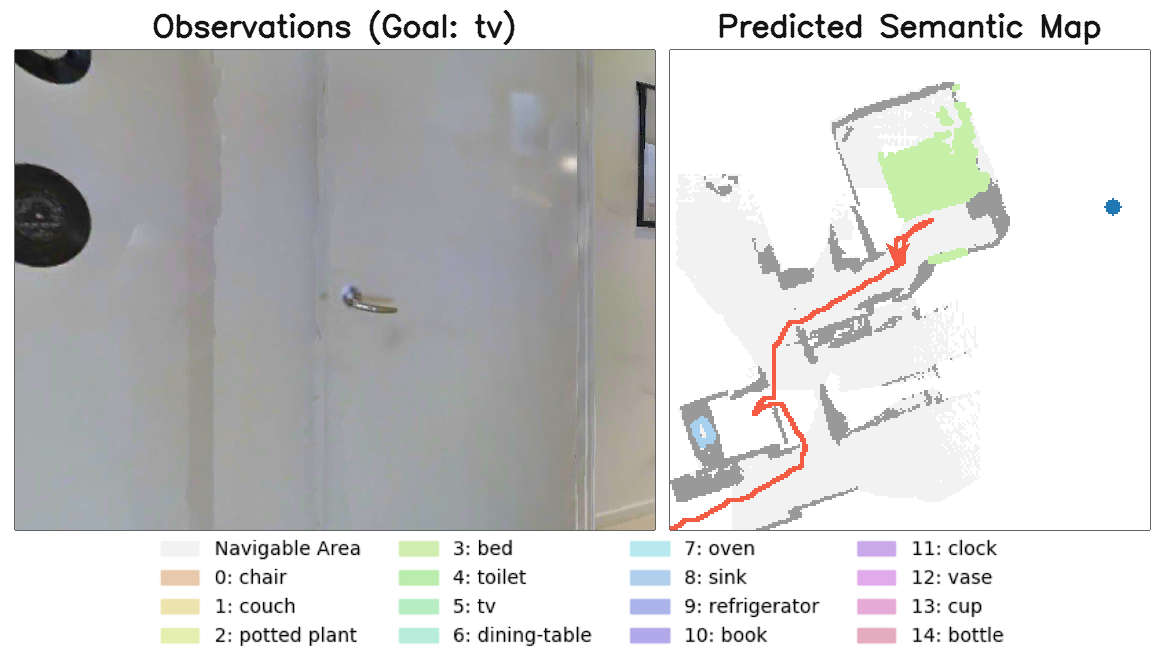 Observations (Goal: tv)
Predicted Semantic Map
Navigable Area
0: chair
1: couch
2: potted plant
3: bed
4: toilet
5: tv
6: dining-table
7: oven
8: sink
9: refrigerator
10: book
11: clock
12: vase
13: cup
14: bottle